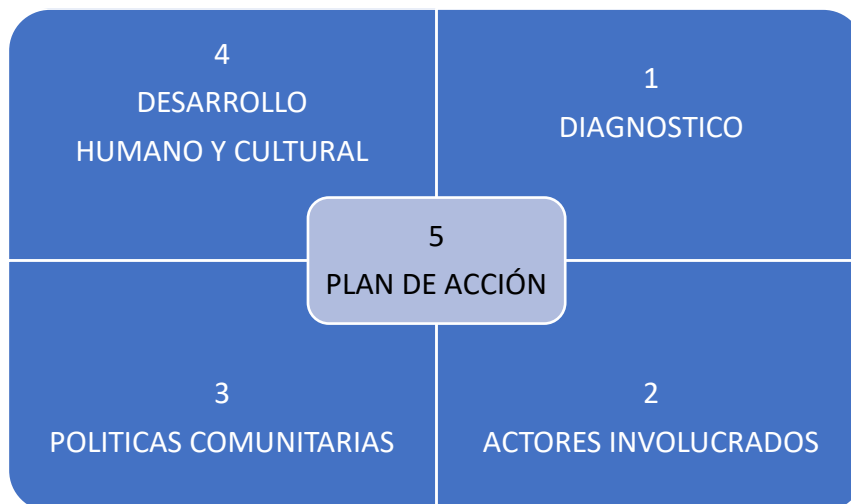 4
DESARROLLO
HUMANO Y CULTURAL
1
DIAGNOSTICO
5
PLAN DE ACCIÓN
3
POLITICAS COMUNITARIAS
2
ACTORES INVOLUCRADOS